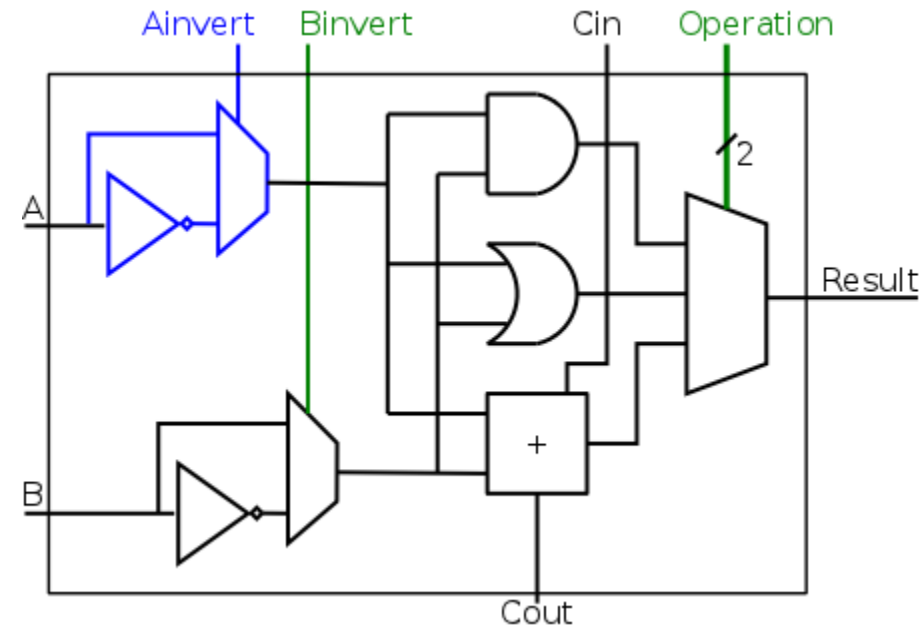 Ainvert
Binvert
Cin
Operation
2
A
Result
+
B
Cout